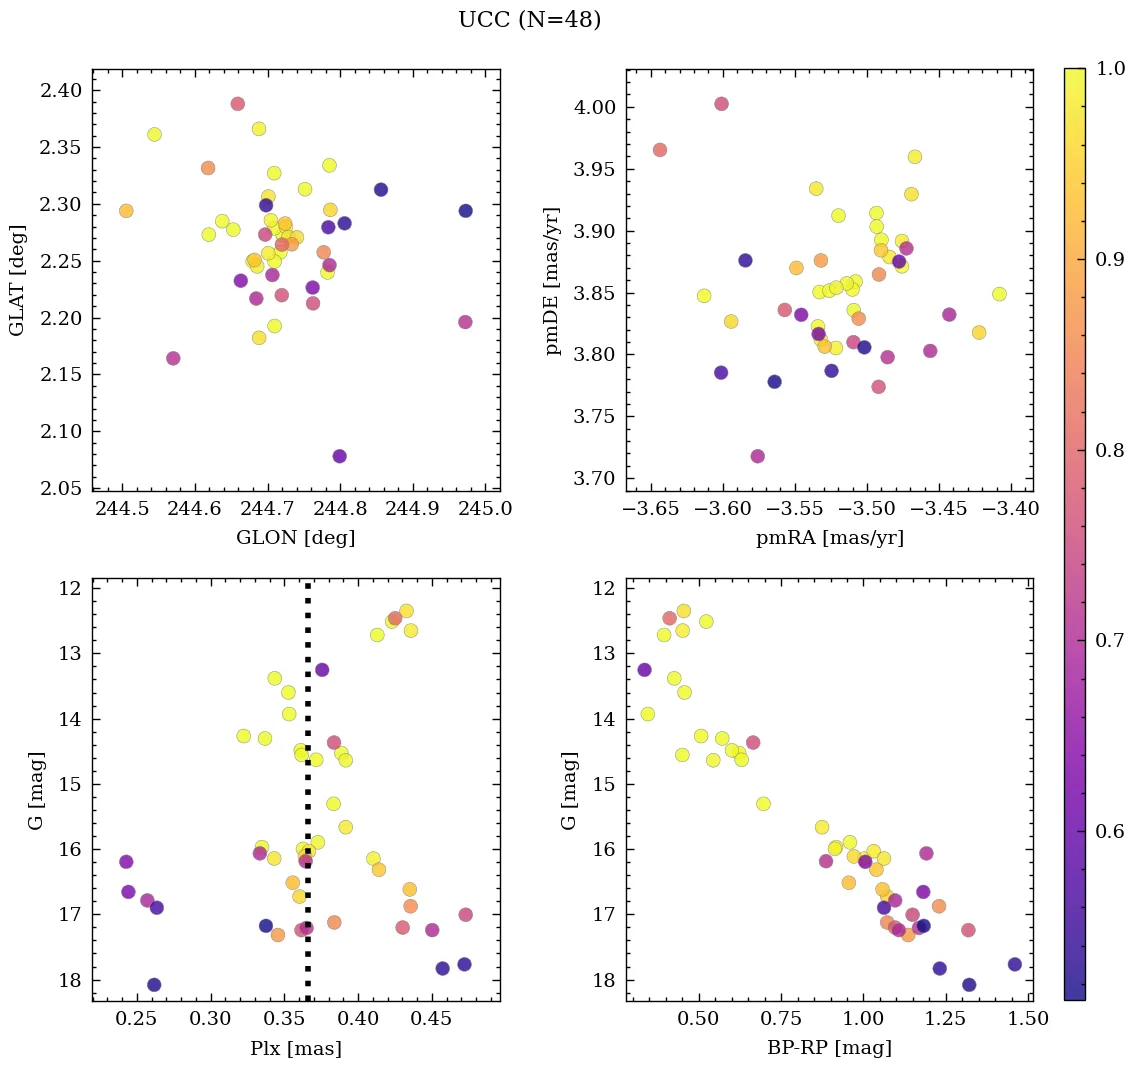 UCC (N=48)
2.40
2.35
2.30
2.25
2.20
2.15
2.10
2.05
GLAT [deg]
244.5 244.6 244.7 244.8 244.9 245.0
GLON [deg]
4.00
3.95
3.90
3.85
3.80
3.75
3.70
pmDE [mas/yr]
−3.65 −3.60 −3.55 −3.50 −3.45 −3.40
pmRA [mas/yr]
12
13
14
15
16
17
18
G [mag]
0.25 0.30 0.35 0.40 0.45
Plx [mas]
12
13
14
15
16
17
18
G [mag]
0.50 0.75 1.00 1.25 1.50
BP-RP [mag]
1.0
0.9
0.8
0.7
0.6